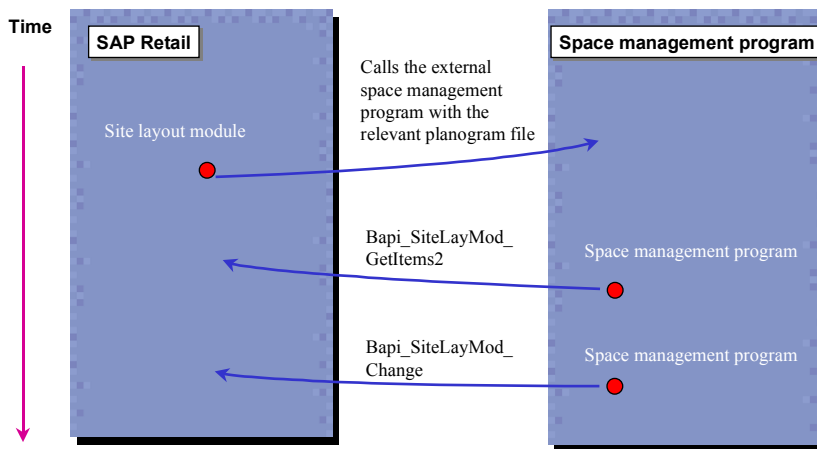 Time
SAP Retail
Space management program
Calls the external
space management
program with the
relevant planogram file
Site layout module
Bapi_SiteLayMod_
GetItems2
Space management program
Bapi_SiteLayMod_
Change
Space management program